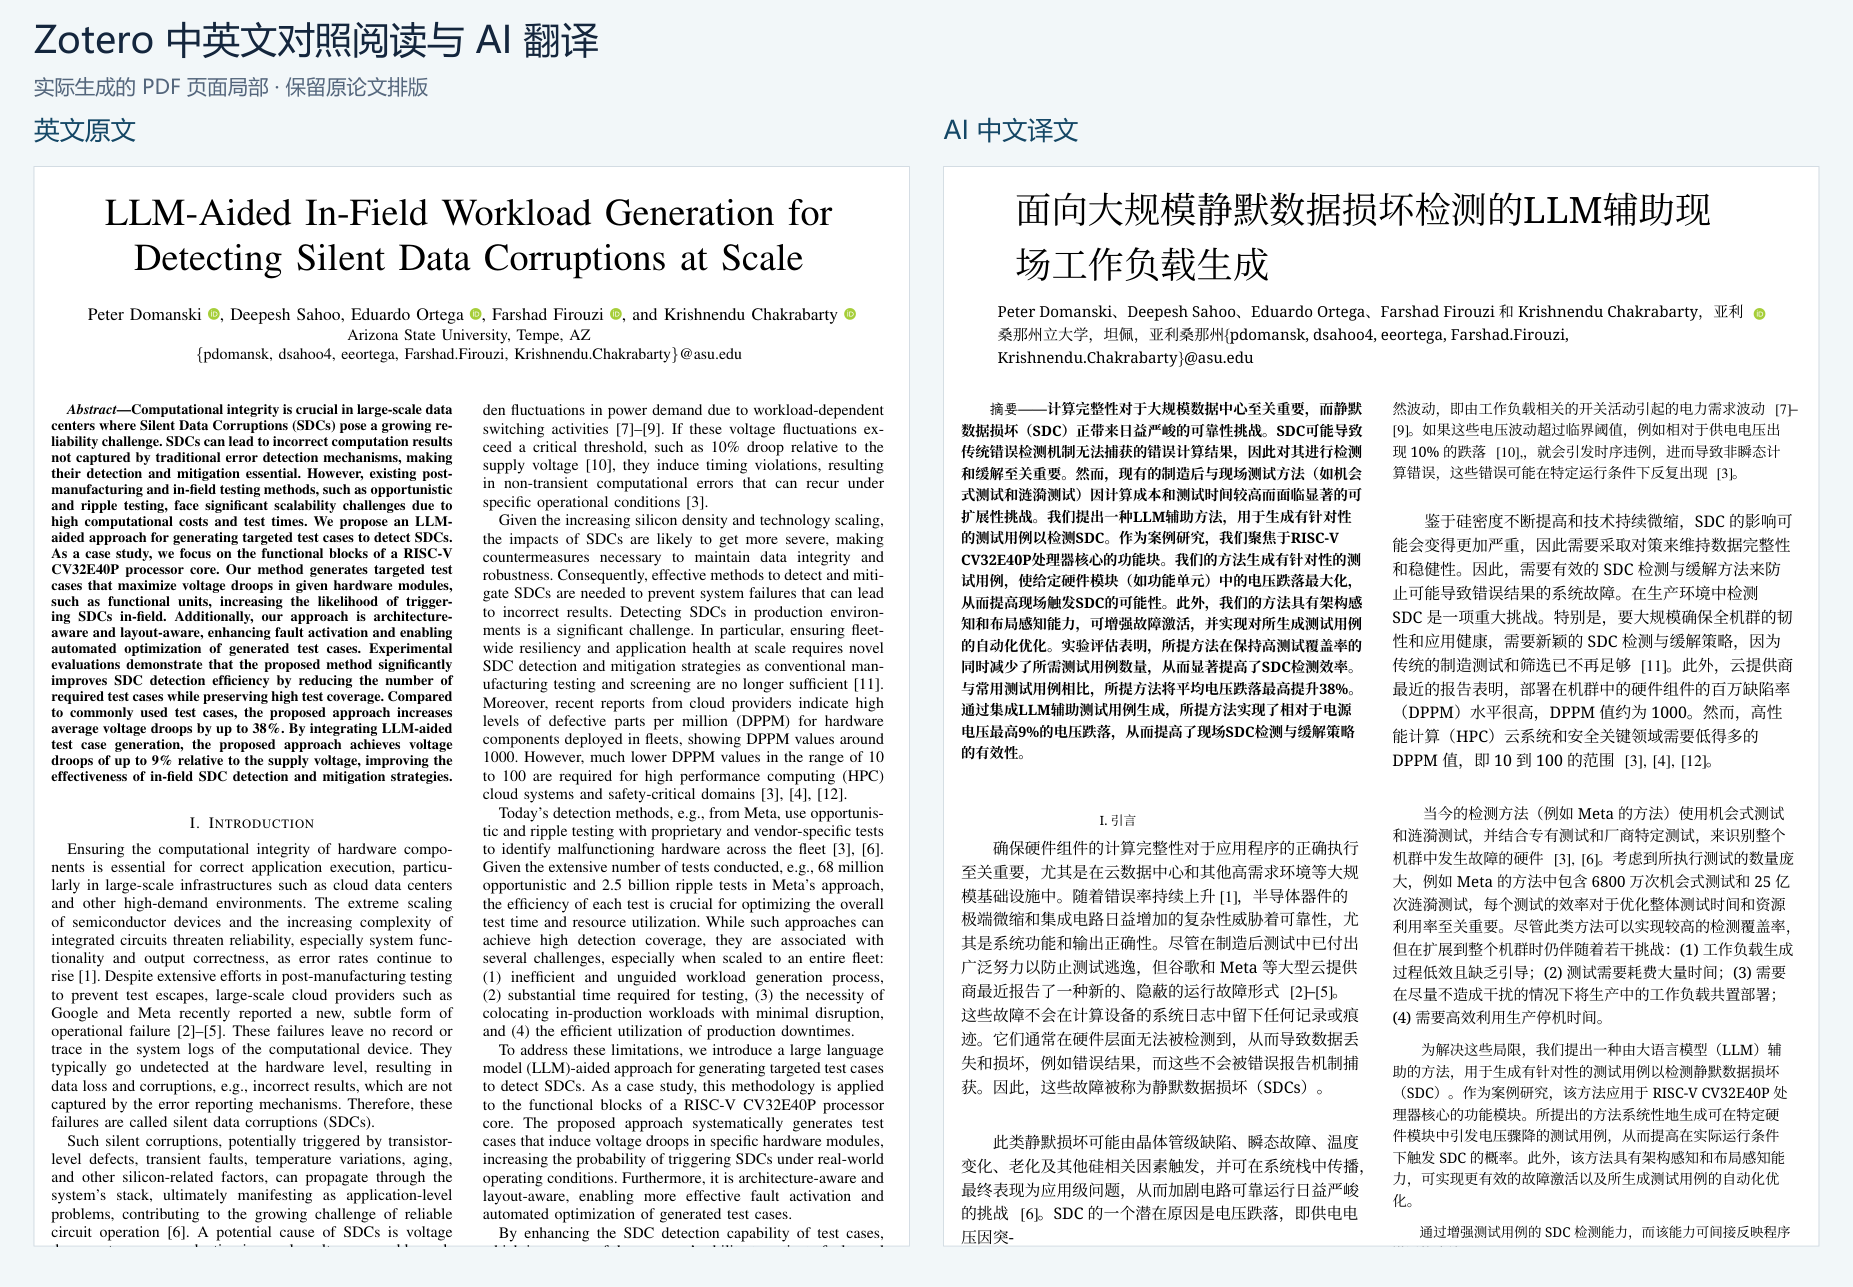 Zotero 中英文对照阅读与 AI 翻译
实际生成的 PDF 页面局部 · 保留原论文排版
英文原文
LLM-Aided In-Field Workload Generation for
Detecting Silent Data Corruptions at Scale
Peter Domanski , Deepesh Sahoo, Eduardo Ortega , Farshad Firouzi , and Krishnendu Chakrabarty
Arizona State University, Tempe, AZ
{pdomansk, dsahoo4, eeortega, Farshad.Firouzi, Krishnendu.Chakrabarty}@asu.edu
Abstract—Computational integrity is crucial in large-scale data
centers where Silent Data Corruptions (SDCs) pose a growing re-
liability challenge. SDCs can lead to incorrect computation results
not captured by traditional error detection mechanisms, making
their detection and mitigation essential. However, existing post-
manufacturing and in-field testing methods, such as opportunistic
and ripple testing, face significant scalability challenges due to
high computational costs and test times. We propose an LLM-
aided approach for generating targeted test cases to detect SDCs.
As a case study, we focus on the functional blocks of a RISC-V
CV32E40P processor core. Our method generates targeted test
cases that maximize voltage droops in given hardware modules,
such as functional units, increasing the likelihood of trigger-
ing SDCs in-field. Additionally, our approach is architecture-
aware and layout-aware, enhancing fault activation and enabling
automated optimization of generated test cases. Experimental
evaluations demonstrate that the proposed method significantly
improves SDC detection efficiency by reducing the number of
required test cases while preserving high test coverage. Compared
to commonly used test cases, the proposed approach increases
average voltage droops by up to 38%. By integrating LLM-aided
test case generation, the proposed approach achieves voltage
droops of up to 9% relative to the supply voltage, improving the
effectiveness of in-field SDC detection and mitigation strategies.
I. INTRODUCTION
Ensuring the computational integrity of hardware compo-
nents is essential for correct application execution, particu-
larly in large-scale infrastructures such as cloud data centers
and other high-demand environments. The extreme scaling
of semiconductor devices and the increasing complexity of
integrated circuits threaten reliability, especially system func-
tionality and output correctness, as error rates continue to
rise [1]. Despite extensive efforts in post-manufacturing testing
to prevent test escapes, large-scale cloud providers such as
Google and Meta recently reported a new, subtle form of
operational failure [2]–[5]. These failures leave no record or
trace in the system logs of the computational device. They
typically go undetected at the hardware level, resulting in
data loss and corruptions, e.g., incorrect results, which are not
captured by the error reporting mechanisms. Therefore, these
failures are called silent data corruptions (SDCs).
Such silent corruptions, potentially triggered by transistor-
level defects, transient faults, temperature variations, aging,
and other silicon-related factors, can propagate through the
system's stack, ultimately manifesting as application-level
problems, contributing to the growing challenge of reliable
circuit operation [6]. A potential cause of SDCs is voltage
den fluctuations in power demand due to workload-dependent
switching activities [7]–[9]. If these voltage fluctuations ex-
ceed a critical threshold, such as 10% droop relative to the
supply voltage [10], they induce timing violations, resulting
in non-transient computational errors that can recur under
specific operational conditions [3].
Given the increasing silicon density and technology scaling,
the impacts of SDCs are likely to get more severe, making
countermeasures necessary to maintain data integrity and
robustness. Consequently, effective methods to detect and miti-
gate SDCs are needed to prevent system failures that can lead
to incorrect results. Detecting SDCs in production environ-
ments is a significant challenge. In particular, ensuring fleet-
wide resiliency and application health at scale requires novel
SDC detection and mitigation strategies as conventional man-
ufacturing testing and screening are no longer sufficient [11].
Moreover, recent reports from cloud providers indicate high
levels of defective parts per million (DPPM) for hardware
components deployed in fleets, showing DPPM values around
1000. However, much lower DPPM values in the range of 10
to 100 are required for high performance computing (HPC)
cloud systems and safety-critical domains [3], [4], [12].
Today's detection methods, e.g., from Meta, use opportunis-
tic and ripple testing with proprietary and vendor-specific tests
to identify malfunctioning hardware across the fleet [3], [6].
Given the extensive number of tests conducted, e.g., 68 million
opportunistic and 2.5 billion ripple tests in Meta's approach,
the efficiency of each test is crucial for optimizing the overall
test time and resource utilization. While such approaches can
achieve high detection coverage, they are associated with
several challenges, especially when scaled to an entire fleet:
(1) inefficient and unguided workload generation process,
(2) substantial time required for testing, (3) the necessity of
colocating in-production workloads with minimal disruption,
and (4) the efficient utilization of production downtimes.
To address these limitations, we introduce a large language
model (LLM)-aided approach for generating targeted test cases
to detect SDCs. As a case study, this methodology is applied
to the functional blocks of a RISC-V CV32E40P processor
core. The proposed approach systematically generates test
cases that induce voltage droops in specific hardware modules,
increasing the probability of triggering SDCs under real-world
operating conditions. Furthermore, it is architecture-aware and
layout-aware, enabling more effective fault activation and
automated optimization of generated test cases.
By enhancing the SDC detection capability of test cases,
AI 中文译文
面向大规模静默数据损坏检测的LLM辅助现
场工作负载生成
Peter Domanski、Deepesh Sahoo、Eduardo Ortega、Farshad Firouzi 和 Krishnendu Chakrabarty，亚利
桑那州立大学，坦佩，亚利桑那州{pdomansk, dsahoo4, eeortega, Farshad.Firouzi,
Krishnendu.Chakrabarty}@asu.edu
摘要——计算完整性对于大规模数据中心至关重要，而静默
数据损坏（SDC）正带来日益严峻的可靠性挑战。SDC可能导致
传统错误检测机制无法捕获的错误计算结果，因此对其进行检测
和缓解至关重要。然而，现有的制造后与现场测试方法（如机会
式测试和涟漪测试）因计算成本和测试时间较高而面临显著的可
扩展性挑战。我们提出一种LLM辅助方法，用于生成有针对性
的测试用例以检测SDC。作为案例研究，我们聚焦于RISC-V
CV32E40P处理器核心的功能块。我们的方法生成有针对性的测
试用例，使给定硬件模块（如功能单元）中的电压跌落最大化，
从而提高现场触发SDC的可能性。此外，我们的方法具有架构感
知和布局感知能力，可增强故障激活，并实现对所生成测试用例
的自动化优化。实验评估表明，所提方法在保持高测试覆盖率的
同时减少了所需测试用例数量，从而显著提高了SDC检测效率。
与常用测试用例相比，所提方法将平均电压跌落最高提升38%。
通过集成LLM辅助测试用例生成，所提方法实现了相对于电源
电压最高9%的电压跌落，从而提高了现场SDC检测与缓解策略
的有效性。
I. 引言
确保硬件组件的计算完整性对于应用程序的正确执行
至关重要，尤其是在云数据中心和其他高需求环境等大规
模基础设施中。随着错误率持续上升 [1]，半导体器件的
极端微缩和集成电路日益增加的复杂性威胁着可靠性，尤
其是系统功能和输出正确性。尽管在制造后测试中已付出
广泛努力以防止测试逃逸，但谷歌和 Meta 等大型云提供
商最近报告了一种新的、隐蔽的运行故障形式 [2]–[5]。
这些故障不会在计算设备的系统日志中留下任何记录或痕
迹。它们通常在硬件层面无法被检测到，从而导致数据丢
失和损坏，例如错误结果，而这些不会被错误报告机制捕
获。因此，这些故障被称为静默数据损坏（SDCs）。
此类静默损坏可能由晶体管级缺陷、瞬态故障、温度
变化、老化及其他硅相关因素触发，并可在系统栈中传播，
最终表现为应用级问题，从而加剧电路可靠运行日益严峻
的挑战 [6]。SDC 的一个潜在原因是电压跌落，即供电电
压因突-
然波动，即由工作负载相关的开关活动引起的电力需求波动 [7]–
[9]。如果这些电压波动超过临界阈值，例如相对于供电电压出
现 10% 的跌落 [10],，就会引发时序违例，进而导致非瞬态计
算错误，这些错误可能在特定运行条件下反复出现 [3]。
鉴于硅密度不断提高和技术持续微缩，SDC 的影响可
能会变得更加严重，因此需要采取对策来维持数据完整性
和稳健性。因此，需要有效的 SDC 检测与缓解方法来防
止可能导致错误结果的系统故障。在生产环境中检测
SDC 是一项重大挑战。特别是，要大规模确保全机群的韧
性和应用健康，需要新颖的 SDC 检测与缓解策略，因为
传统的制造测试和筛选已不再足够 [11]。此外，云提供商
最近的报告表明，部署在机群中的硬件组件的百万缺陷率
（DPPM）水平很高，DPPM 值约为 1000。然而，高性
能计算（HPC）云系统和安全关键领域需要低得多的
DPPM 值，即 10 到 100 的范围 [3], [4], [12]。
当今的检测方法（例如 Meta 的方法）使用机会式测试
和涟漪测试，并结合专有测试和厂商特定测试，来识别整个
机群中发生故障的硬件 [3], [6]。考虑到所执行测试的数量庞
大，例如 Meta 的方法中包含 6800 万次机会式测试和 25 亿
次涟漪测试，每个测试的效率对于优化整体测试时间和资源
利用率至关重要。尽管此类方法可以实现较高的检测覆盖率，
但在扩展到整个机群时仍伴随着若干挑战：(1) 工作负载生成
过程低效且缺乏引导；(2) 测试需要耗费大量时间；(3) 需要
在尽量不造成干扰的情况下将生产中的工作负载共置部署；
(4) 需要高效利用生产停机时间。
为解决这些局限，我们提出一种由大语言模型（LLM）辅
助的方法，用于生成有针对性的测试用例以检测静默数据损坏
（SDC）。作为案例研究，该方法应用于 RISC-V CV32E40P 处
理器核心的功能模块。所提出的方法系统性地生成可在特定硬
件模块中引发电压骤降的测试用例，从而提高在实际运行条件
下触发 SDC 的概率。此外，该方法具有架构感知和布局感知能
力，可实现更有效的故障激活以及所生成测试用例的自动化优
化。
通过增强测试用例的 SDC 检测能力，而该能力可间接反映程序